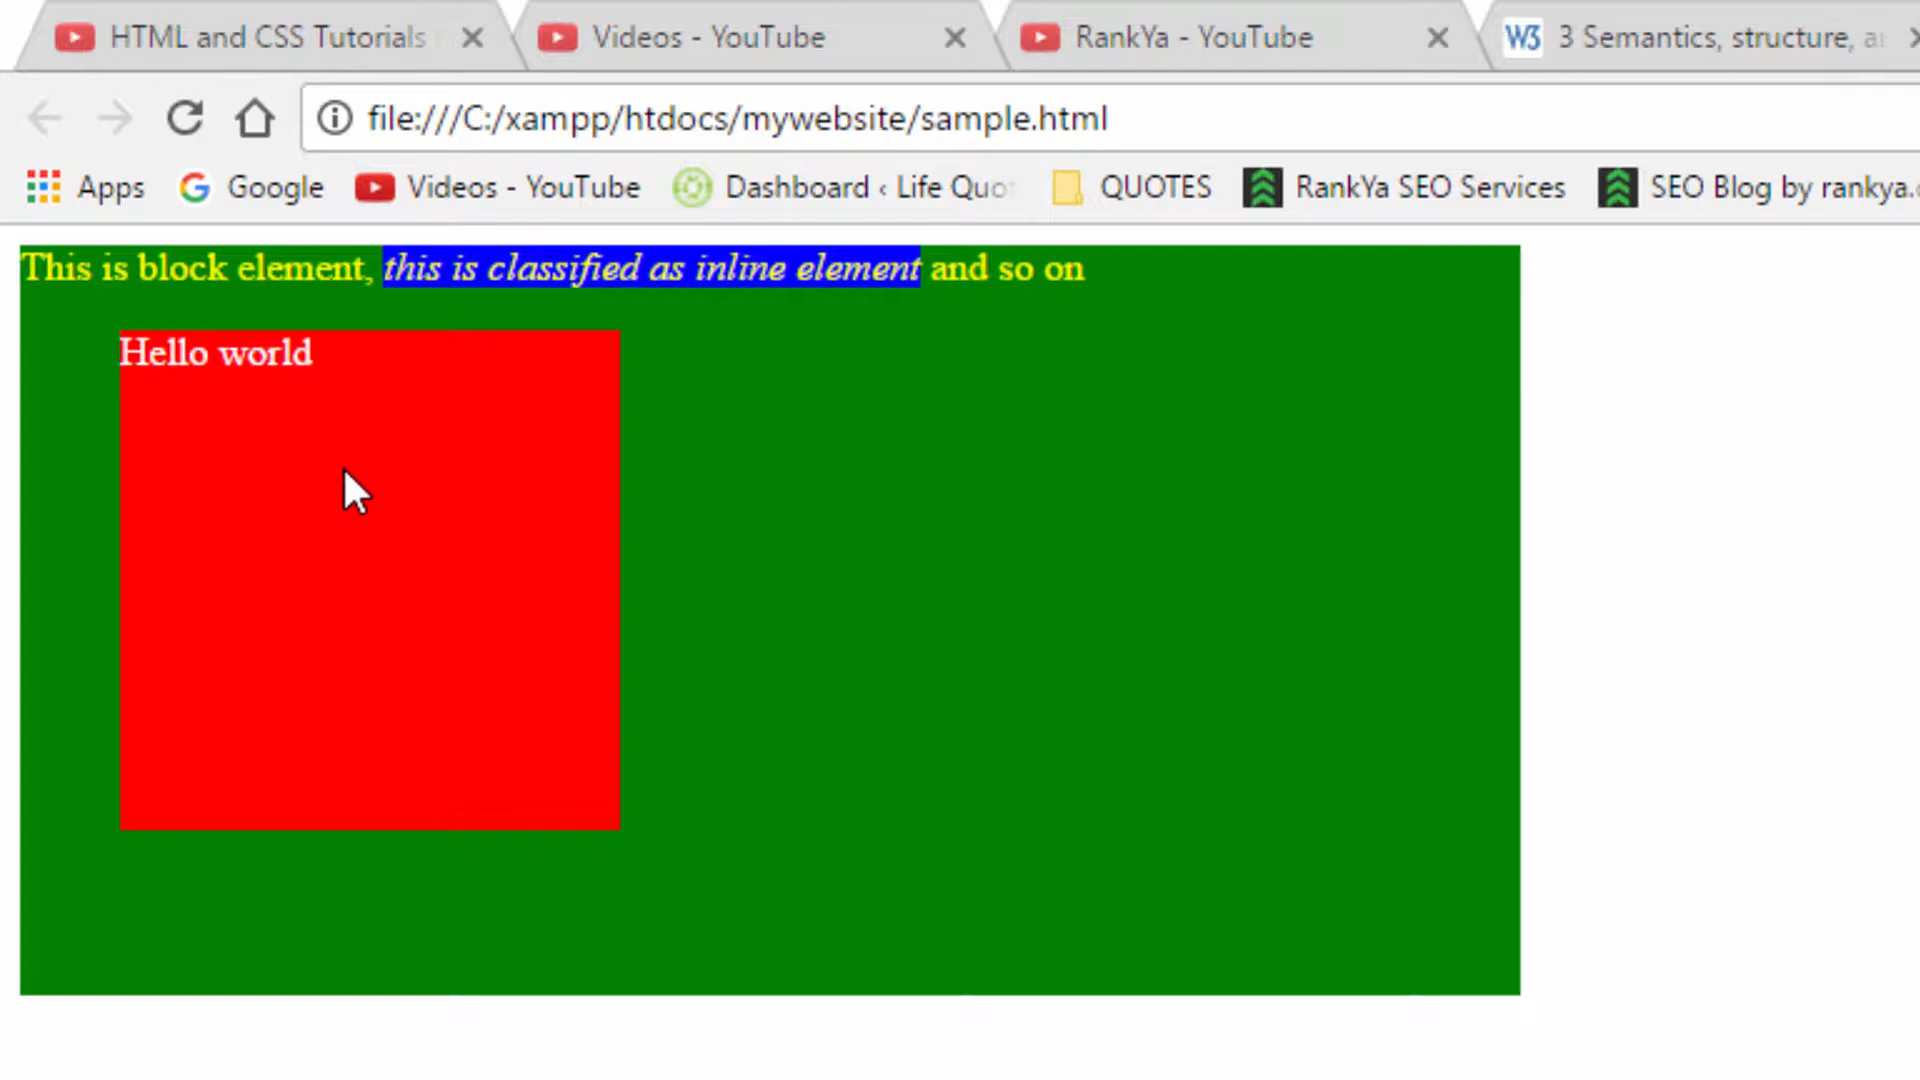 HTML and CSS Tutorials
Videos - YouTube
RankYa - YouTube
W3 3 Semantics, structure,
file:///C:/xampp/htdocs/mywebsite/sample.html
Apps Google Videos - YouTube Dashboard ‹ Life Quot QUOTES RankYa SEO Services SEO Blog by rankya.c
This is block element, this is classified as inline element and so on
Hello world